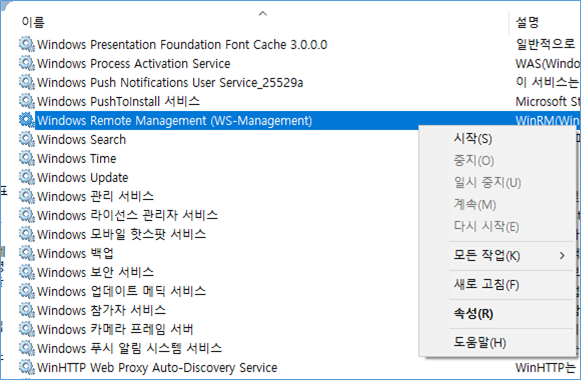 이름 설명
Windows Presentation Foundation Font Cache 3.0.0.0 일반적으로
Windows Process Activation Service WAS(Windo
Windows Push Notifications User Service_25529a 이 서비스는
Windows PushToInstall 서비스 Microsoft St
Windows Remote Management (WS-Management) WinRM(Win
Windows Search
Windows Time
Windows Update
Windows 관리 서비스
Windows 라이선스 관리자 서비스
Windows 모바일 핫스팟 서비스
Windows 백업
Windows 보안 서비스
Windows 업데이트 메딕 서비스
Windows 참가자 서비스
Windows 카메라 프레임 서버
Windows 푸시 알림 시스템 서비스
WinHTTP Web Proxy Auto-Discovery Service WinHTTP는
시작(S)
중지(O)
일시 중지(U)
계속(M)
다시 시작(E)
모든 작업(K)
새로 고침(F)
속성(R)
도움말(H)